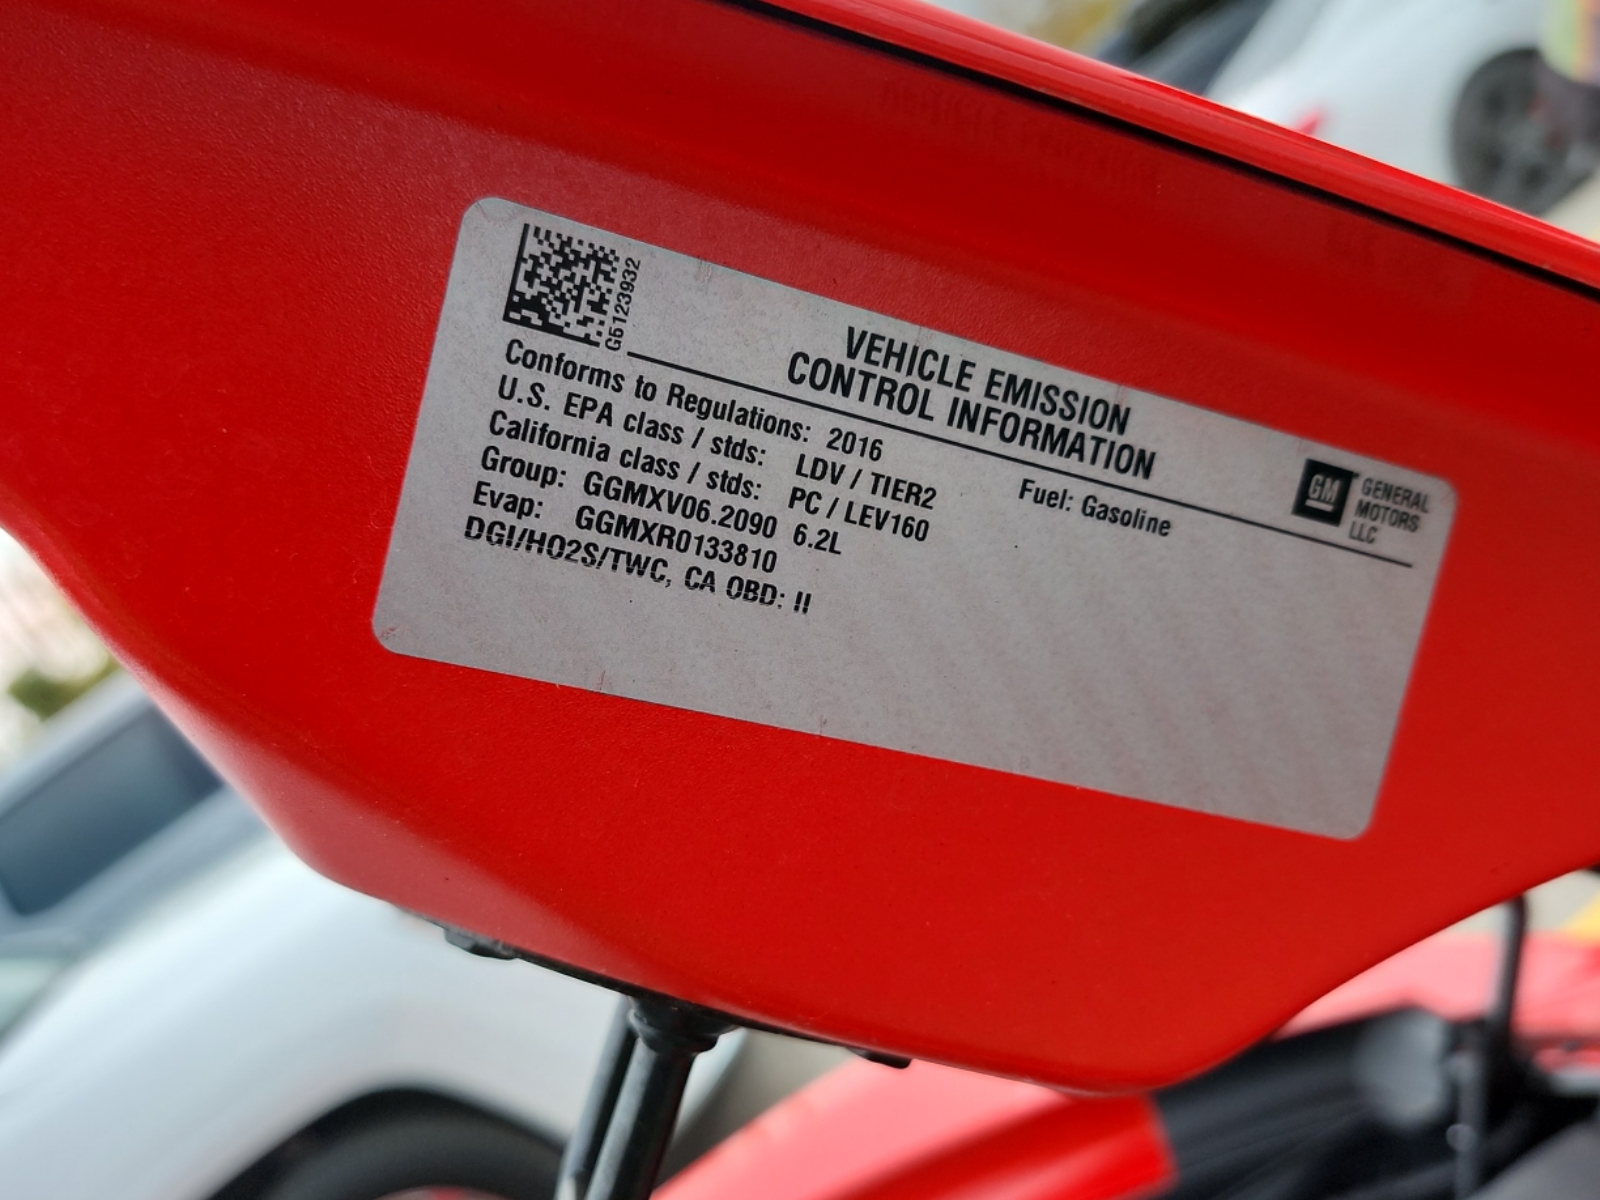 G5123932
VEHICLE EMISSION
CONTROL INFORMATION
GM
GENERAL
MOTORS
LLC
Conforms to Regulations: 2016
Fuel: Gasoline
U.S. EPA class / stds: LDV / TIER2
California class / stds: PC / LEV160
Group: GGMXV06.2090 6.2L
Evap: GGMXR0133810
DGI/HO2S/TWC, CA OBD: II